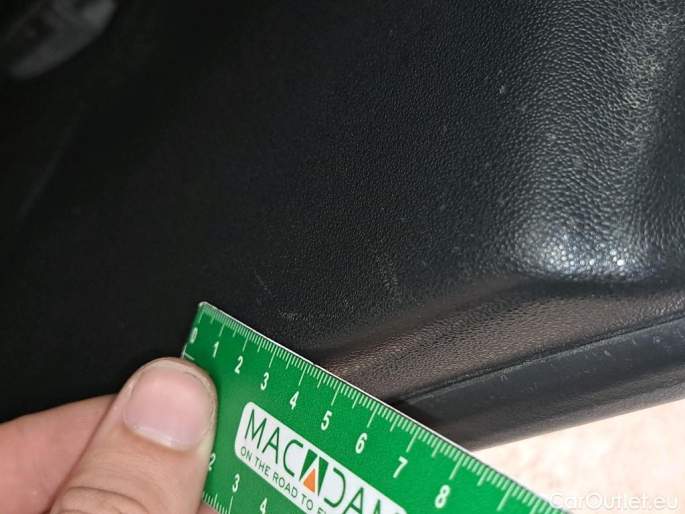 0 1 2 3 4 5 6 7 8
MACADAM
ON THE ROAD TO
2 3 4
CarOutlet.eu